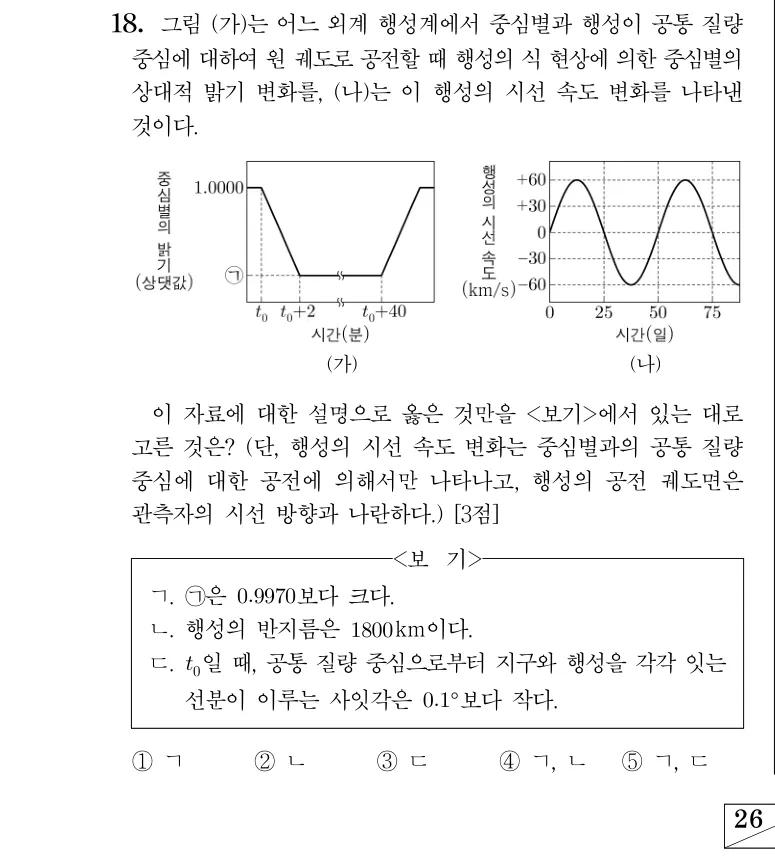 18. 그림 (가)는 어느 외계 행성계에서 중심별과 행성이 공통 질량
중심에 대하여 원 궤도로 공전할 때 행성의 식 현상에 의한 중심별의
상대적 밝기 변화를, (나)는 이 행성의 시선 속도 변화를 나타낸
것이다.
중심별의 밝기
(상댓값)
1.0000
㉠
t₀ t₀+2 t₀+40
시간(분)
(가)
행성의 시선 속도
(km/s)
+60
+30
0
−30
−60
0 25 50 75
시간(일)
(나)
이 자료에 대한 설명으로 옳은 것만을 <보기>에서 있는 대로
고른 것은? (단, 행성의 시선 속도 변화는 중심별과의 공통 질량
중심에 대한 공전에 의해서만 나타나고, 행성의 공전 궤도면은
관측자의 시선 방향과 나란하다.) [3점]
<보 기>
ㄱ. ㉠은 0.9970보다 크다.
ㄴ. 행성의 반지름은 1800km이다.
ㄷ. t₀일 때, 공통 질량 중심으로부터 지구와 행성을 각각 잇는
선분이 이루는 사잇각은 0.1°보다 작다.
① ㄱ ② ㄴ ③ ㄷ ④ ㄱ, ㄴ ⑤ ㄱ, ㄷ
26